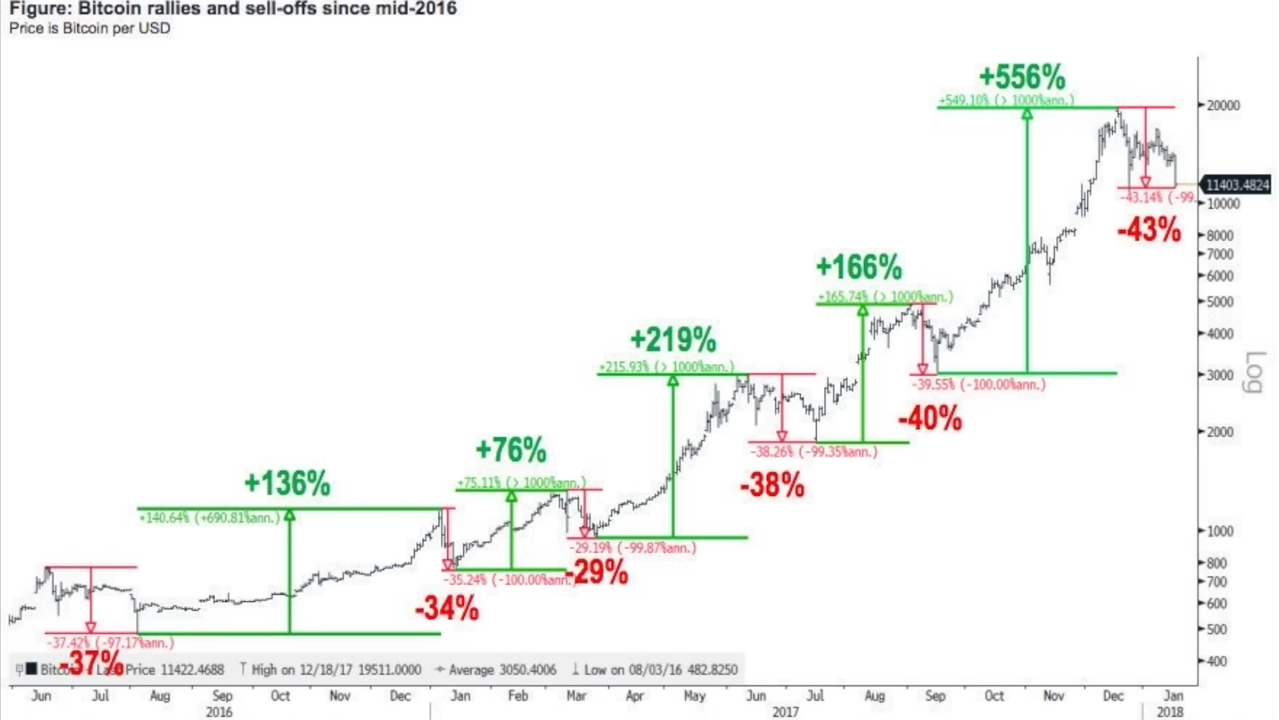 Figure: Bitcoin rallies and sell-offs since mid-2016
Price is Bitcoin per USD
+556%
+549.10% (> 1000%ann.)
20000
11403.4824
-43.14% (-99.
10000
-43%
8000
7000
+166%
6000
+165.74% (> 1000%ann.)
5000
+219%
4000
+215.93% (> 1000%ann.)
3000
-39.55% (-100.00%ann.)
Log
-40%
2000
+76%
-38.26% (-99.35%ann.)
+136%
+75.11% (> 1000%ann.)
-38%
+140.64% (+690.81%ann.)
1000
-29.19% (-99.87%ann.)
800
-35.24% (-100.00%ann.)
-29%
700
-34%
600
500
-37.42% (-97.17%ann.)
-37%
400
Bitcoin - Last Price 11422.4688 High on 12/18/17 19511.0000 Average 3050.4006 Low on 08/03/16 482.8250
Jun Jul Aug Sep Oct Nov Dec Jan Feb Mar Apr May Jun Jul Aug Sep Oct Nov Dec Jan
2016 2017 2018